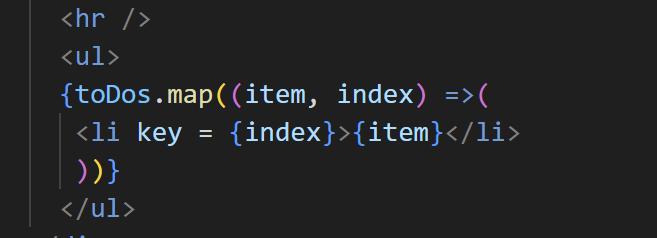 <hr />
<ul>
{toDos.map((item, index) =>(
<li key = {index}>{item}</li>
))}
</ul>